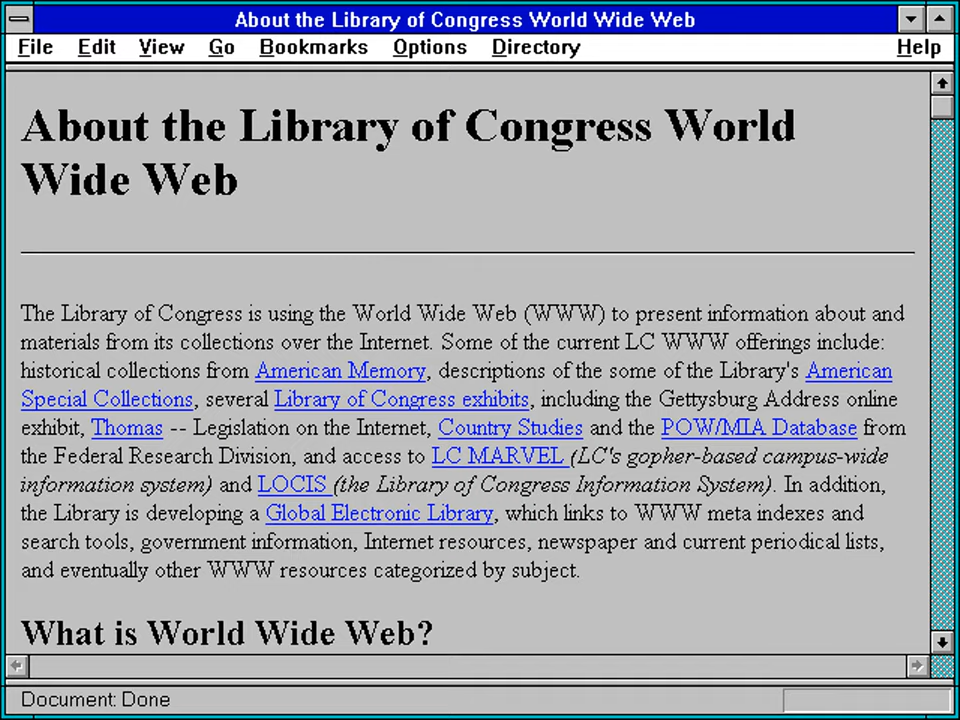 About the Library of Congress World Wide Web
File Edit View Go Bookmarks Options Directory Help
About the Library of Congress World
Wide Web
The Library of Congress is using the World Wide Web (WWW) to present information about and
materials from its collections over the Internet. Some of the current LC WWW offerings include:
historical collections from American Memory, descriptions of the some of the Library's American
Special Collections, several Library of Congress exhibits, including the Gettysburg Address online
exhibit, Thomas -- Legislation on the Internet, Country Studies and the POW/MIA Database from
the Federal Research Division, and access to LC MARVEL (LC's gopher-based campus-wide
information system) and LOCIS (the Library of Congress Information System). In addition,
the Library is developing a Global Electronic Library, which links to WWW meta indexes and
search tools, government information, Internet resources, newspaper and current periodical lists,
and eventually other WWW resources categorized by subject.
What is World Wide Web?
Document: Done